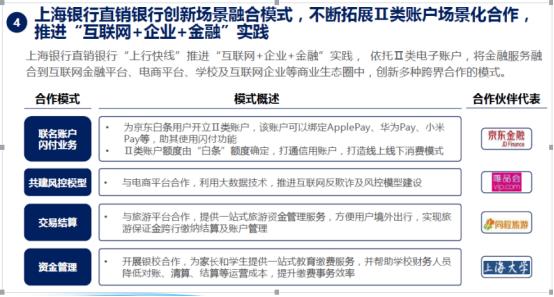 4
上海银行直销银行创新场景融合模式,不断拓展Ⅱ类账户场景化合作,
推进“互联网+企业+金融”实践
上海银行直销银行“上行快线”推进“互联网+企业+金融”实践, 依托Ⅱ类电子账户,将金融服务融
合到互联网金融平台、电商平台、学校及互联网企业等商业生态圈中,创新多种跨界合作的模式。
合作模式
模式概述
合作伙伴代表
联名账户
闪付业务
• 为京东白条用户开立Ⅱ类账户,该账户可以绑定ApplePay、华为Pay、小米
Pay等,助其使用闪付功能
• Ⅱ类账户额度由“白条”额度确定,打通信用账户,打造线上线下消费模式
京东金融
JD Finance
共建风控模型
• 与电商平台合作,利用大数据技术,推进互联网反欺诈及风控模型建设
唯品会
vip.com
交易结算
• 与旅游平台合作,提供一站式旅游资金管理服务,方便用户境外出行,实现旅
游保证金跨行缴纳结算及账户管理
同程旅游
资金管理
• 开展银校合作,为家长和学生提供一站式教育缴费服务,并帮助学校财务人员
降低对账、清算、结算等运营成本,提升缴费事务效率
上海大学